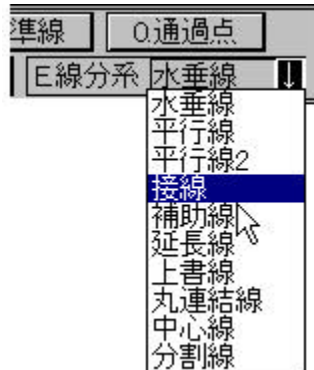 準線 O.通過点
E線分系 水垂線
水垂線
平行線
平行線2
接線
補助線
延長線
上書線
丸連結線
中心線
分割線